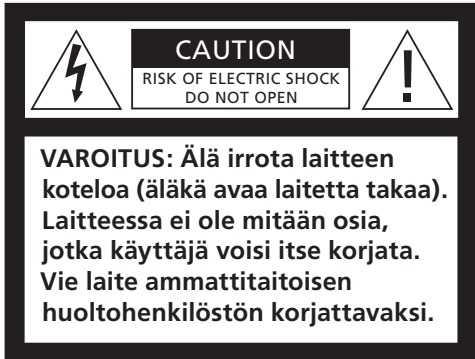 CAUTION
RISK OF ELECTRIC SHOCK
DO NOT OPEN
!
VAROITUS: Älä irrota laitteen
koteloa (äläkä avaa laitetta takaa).
Laitteessa ei ole mitään osia,
jotka käyttäjä voisi itse korjata.
Vie laite ammattitaitoisen
huoltohenkilöstön korjattavaksi.